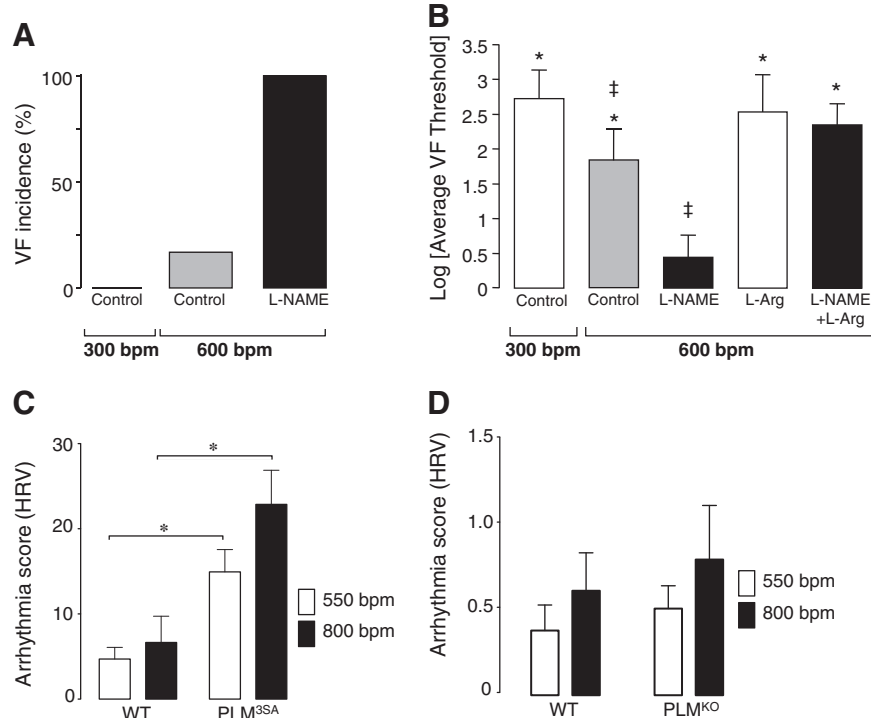 A
VF incidence (%)
100
50
0
Control
Control
L-NAME
300 bpm
600 bpm
B
Log [Average VF Threshold]
3.5
3
2.5
2
1.5
1
0.5
0
*
‡
*
‡
*
*
Control
Control
L-NAME
L-Arg
L-NAME
+L-Arg
300 bpm
600 bpm
C
Arrhythmia score (HRV)
30
20
10
0
*
*
WT
PLM3SA
550 bpm
800 bpm
D
Arrhythmia score (HRV)
1.5
1.0
0.5
0
WT
PLMKO
550 bpm
800 bpm